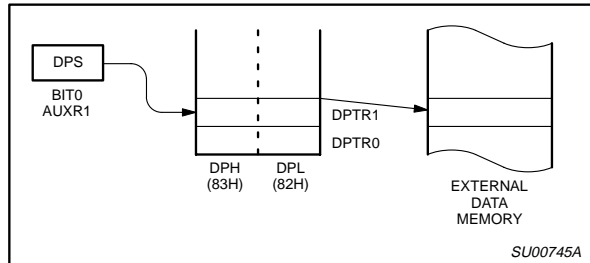 DPS
BIT0
AUXR1
DPTR1
DPTR0
DPH
(83H)
DPL
(82H)
EXTERNAL
DATA
MEMORY
SU00745A